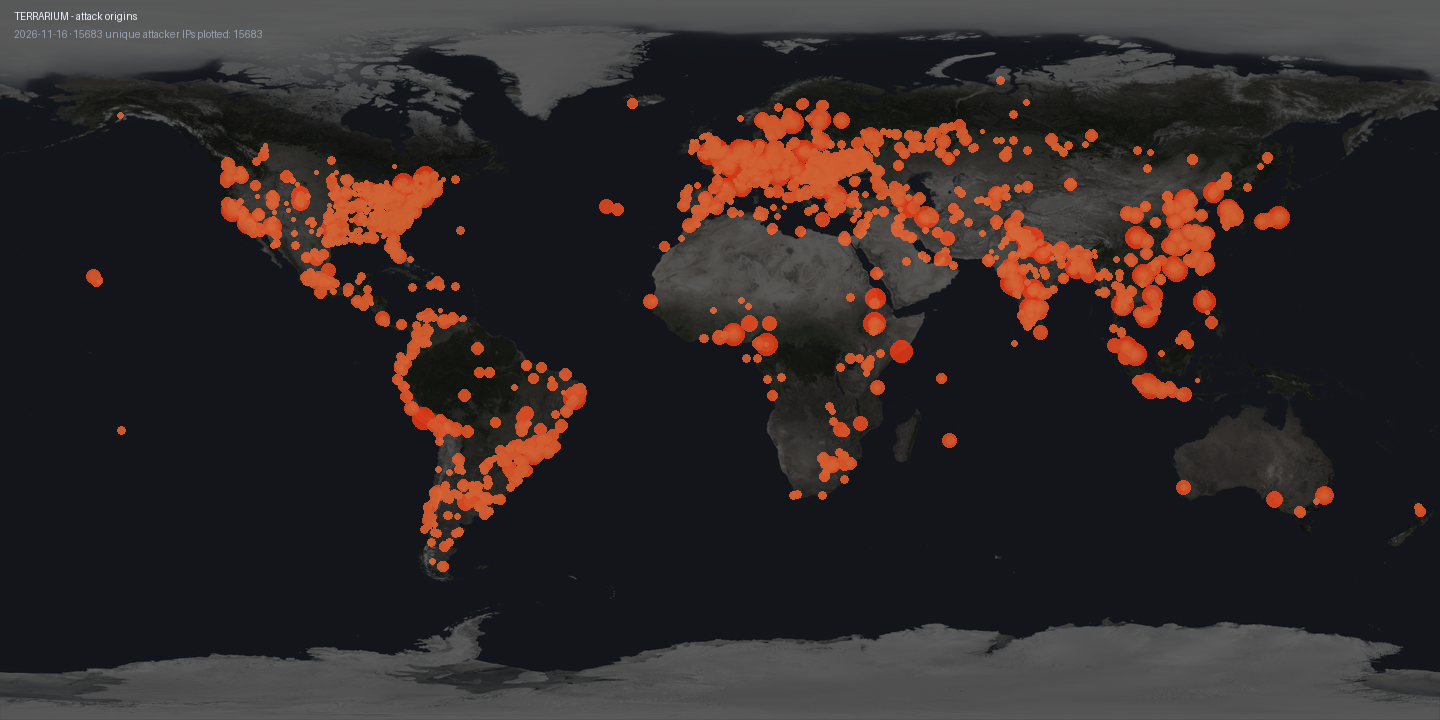 TERRARIUM - attack origins
2026-11-16 · 15683 unique attacker IPs plotted: 15683